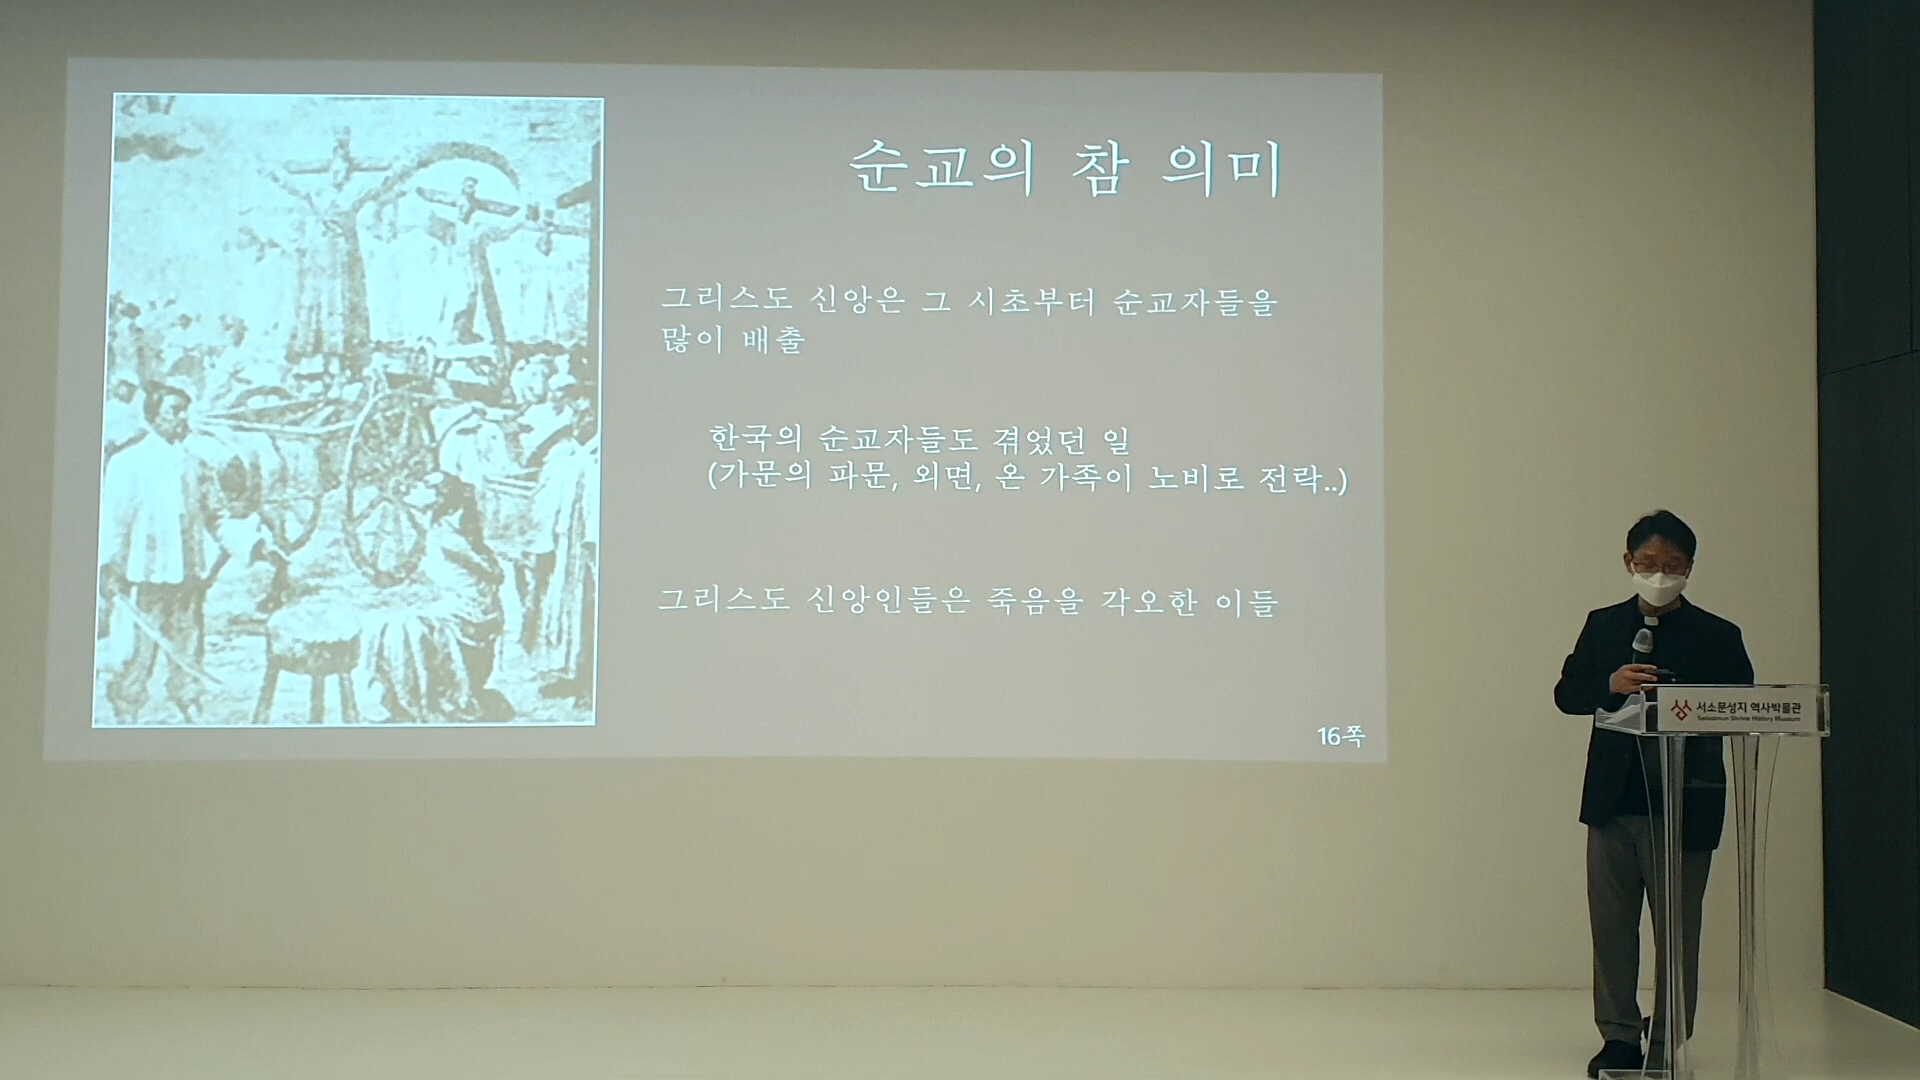 순교의 참 의미
그리스도 신앙은 그 시초부터 순교자들을
많이 배출
한국의 순교자들도 겪었던 일
(가문의 파문, 외면, 온 가족이 노비로 전락..)
그리스도 신앙인들은 죽음을 각오한 이들
16쪽
서소문성지 역사박물관
Seosomun Shrine History Museum